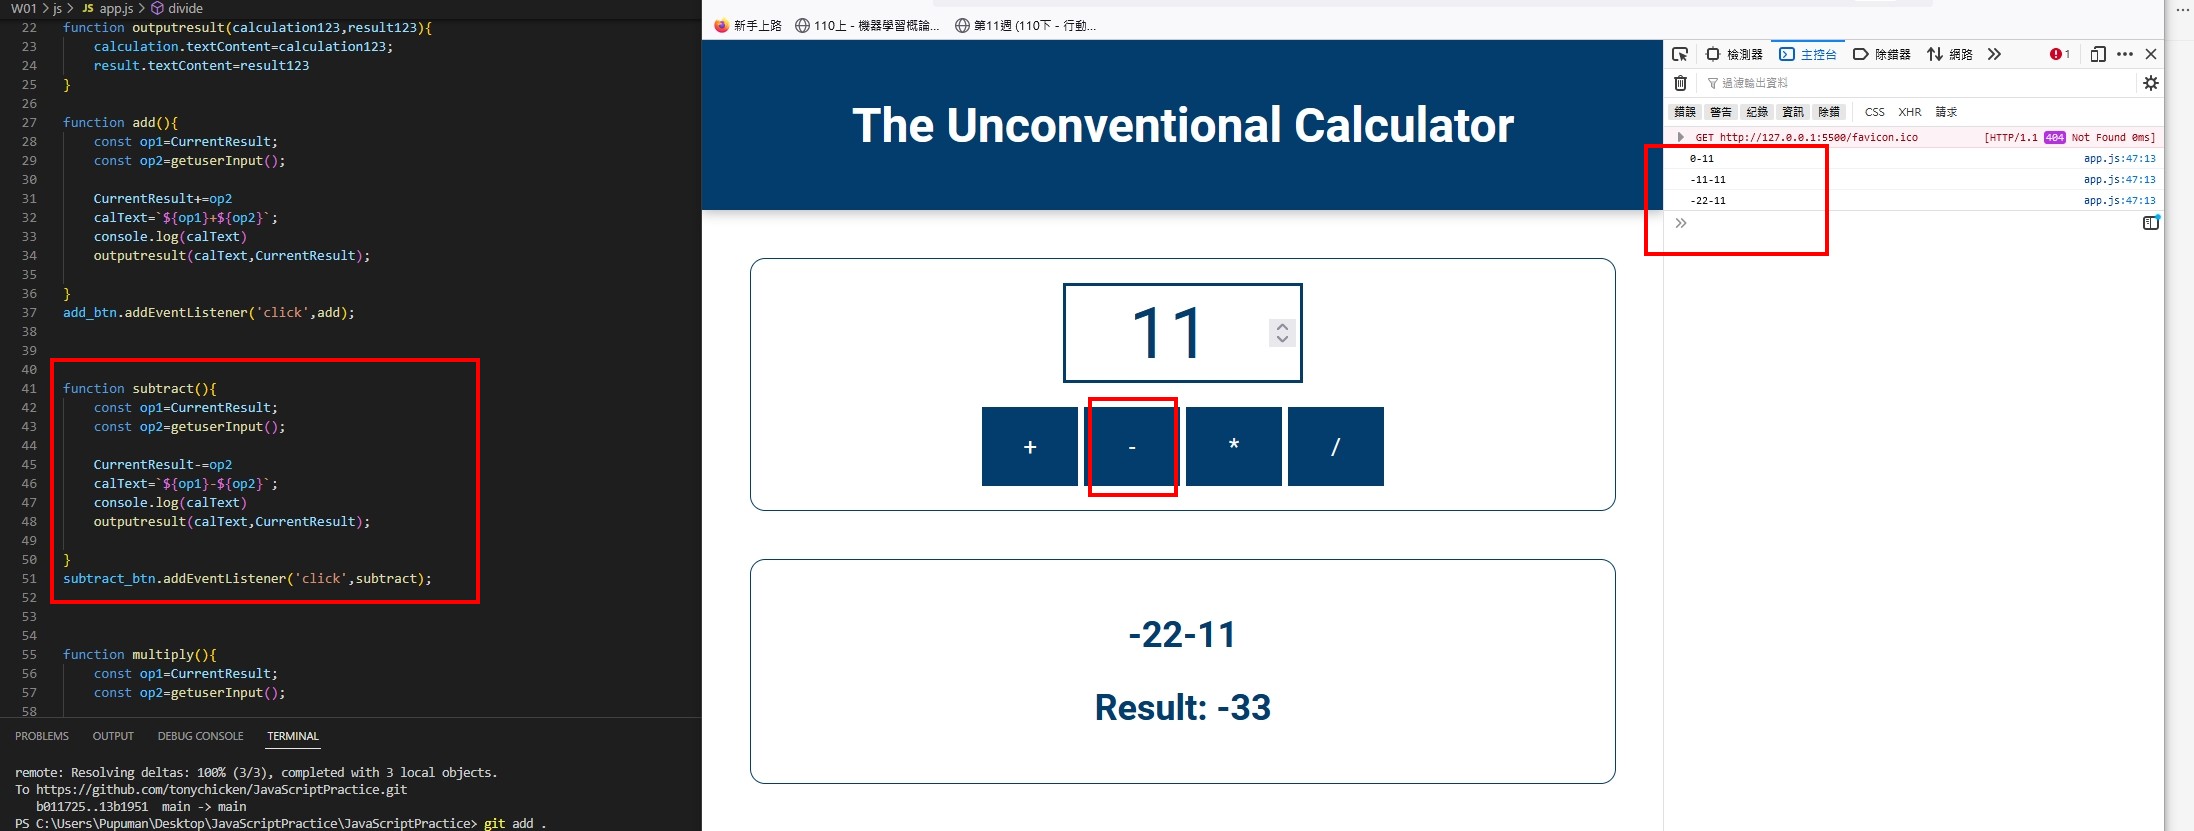 W01 > js > JS app.js > divide
22 function outputresult(calculation123,result123){
23     calculation.textContent=calculation123;
24     result.textContent=result123
25 }
26
27 function add(){
28     const op1=CurrentResult;
29     const op2=getuserInput();
30
31     CurrentResult+=op2
32     calText=`${op1}+${op2}`;
33     console.log(calText)
34     outputresult(calText,CurrentResult);
35
36 }
37 add_btn.addEventListener('click',add);
38
39
40
41 function subtract(){
42     const op1=CurrentResult;
43     const op2=getuserInput();
44
45     CurrentResult-=op2
46     calText=`${op1}-${op2}`;
47     console.log(calText)
48     outputresult(calText,CurrentResult);
49
50 }
51 subtract_btn.addEventListener('click',subtract);
52
53
54
55 function multiply(){
56     const op1=CurrentResult;
57     const op2=getuserInput();
58
PROBLEMS OUTPUT DEBUG CONSOLE TERMINAL
remote: Resolving deltas: 100% (3/3), completed with 3 local objects.
To https://github.com/tonychicken/JavaScriptPractice.git
   b011725..13b1951  main -> main
PS C:\Users\Pupuman\Desktop\JavaScriptPractice\JavaScriptPractice> git add .
新手上路 110上 - 機器學習概論... 第11週 (110下 - 行動...
The Unconventional Calculator
11
+ - * /
-22-11
Result: -33
檢測器 主控台 除錯器 網路 1
過濾輸出資料
錯誤 警告 紀錄 資訊 除錯 CSS XHR 請求
GET http://127.0.0.1:5500/favicon.ico [HTTP/1.1 404 Not Found 0ms]
0-11 app.js:47:13
-11-11 app.js:47:13
-22-11 app.js:47:13